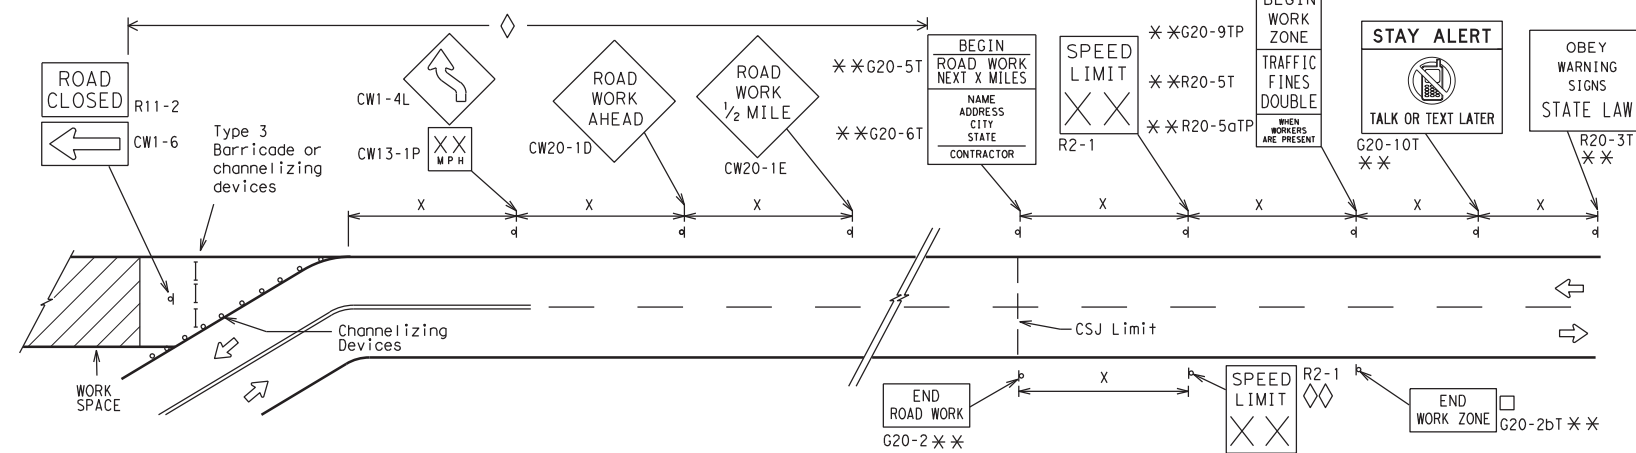 ROAD
CLOSED
R11-2
CW1-6
Type 3
Barricade or
channelizing
devices
CW1-4L
CW13-1P
XX
MPH
ROAD
WORK
AHEAD
CW20-1D
ROAD
WORK
1/2 MILE
CW20-1E
**G20-5T
**G20-6T
BEGIN
ROAD WORK
NEXT X MILES
NAME
ADDRESS
CITY
STATE
CONTRACTOR
SPEED
LIMIT
XX
R2-1
**G20-9TP
**R20-5T
**R20-5aTP
BEGIN
WORK
ZONE
TRAFFIC
FINES
DOUBLE
WHEN
WORKERS
ARE PRESENT
STAY ALERT
TALK OR TEXT LATER
G20-10T
**
OBEY
WARNING
SIGNS
STATE LAW
R20-3T
**
X
X
X
X
X
X
X
Channelizing
Devices
CSJ Limit
WORK
SPACE
END
ROAD WORK
G20-2 **
X
SPEED
LIMIT
XX
R2-1
END
WORK ZONE
G20-2bT **